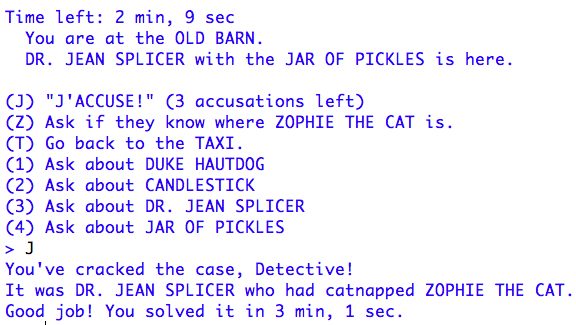 Time left: 2 min, 9 sec
  You are at the OLD BARN.
  DR. JEAN SPLICER with the JAR OF PICKLES is here.

(J) "J'ACCUSE!" (3 accusations left)
(Z) Ask if they know where ZOPHIE THE CAT is.
(T) Go back to the TAXI.
(1) Ask about DUKE HAUTDOG
(2) Ask about CANDLESTICK
(3) Ask about DR. JEAN SPLICER
(4) Ask about JAR OF PICKLES
> J
You've cracked the case, Detective!
It was DR. JEAN SPLICER who had catnapped ZOPHIE THE CAT.
Good job! You solved it in 3 min, 1 sec.